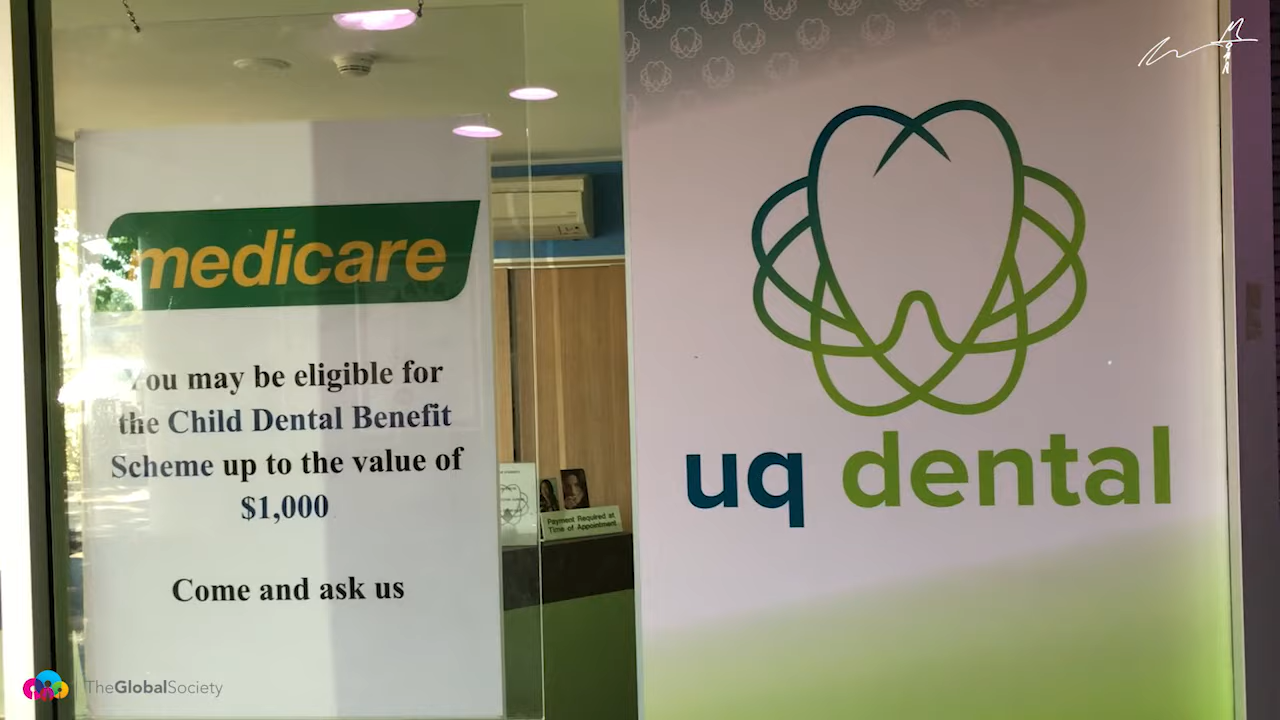 medicare
You may be eligible for
the Child Dental Benefit
Scheme up to the value of
$1,000
Come and ask us
Payment Required at
Time of Appointment
uq dental
TheGlobalSociety